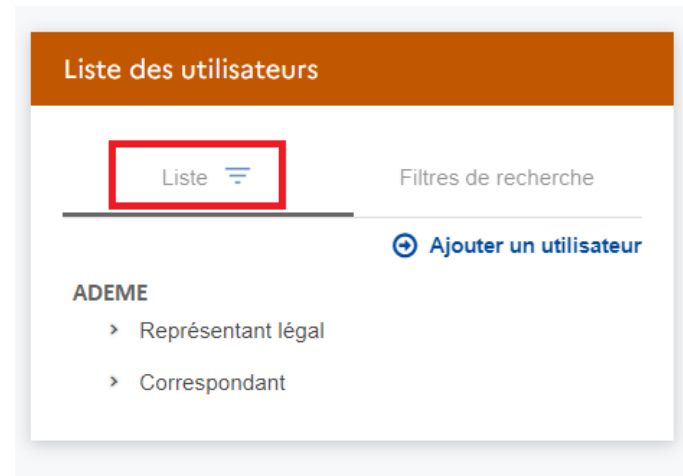 Liste des utilisateurs
Liste Filtres de recherche
Ajouter un utilisateur
ADEME
Représentant légal
Correspondant